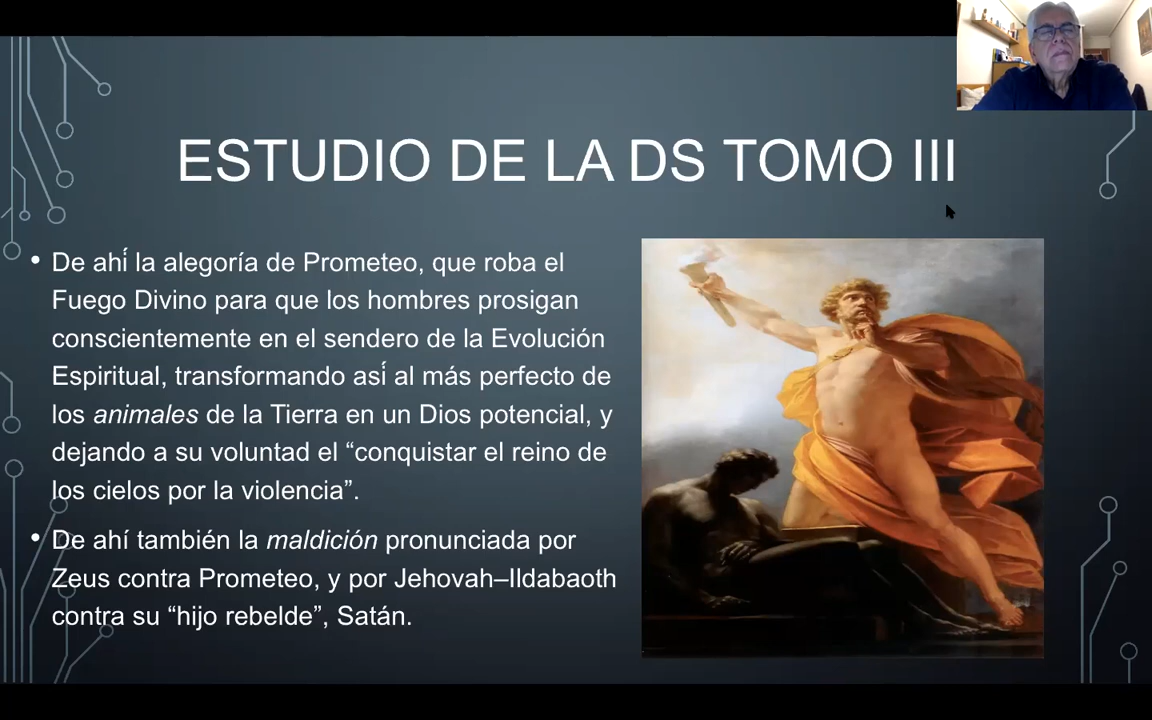 ESTUDIO DE LA DS TOMO III
• De ahí la alegoría de Prometeo, que roba el
Fuego Divino para que los hombres prosigan
conscientemente en el sendero de la Evolución
Espiritual, transformando así al más perfecto de
los animales de la Tierra en un Dios potencial, y
dejando a su voluntad el “conquistar el reino de
los cielos por la violencia”.
• De ahí también la maldición pronunciada por
Zeus contra Prometeo, y por Jehovah–Ildabaoth
contra su “hijo rebelde”, Satán.